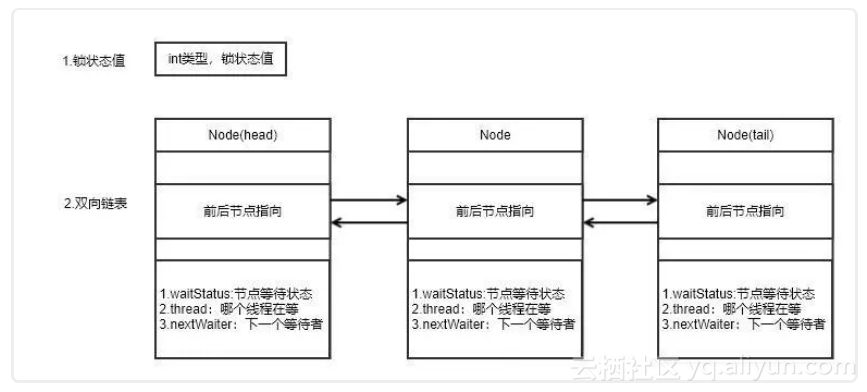 1.锁状态值
int类型，锁状态值
Node(head)
Node
Node(tail)
2.双向链表
前后节点指向
前后节点指向
前后节点指向
1.waitStatus:节点等待状态
2.thread：哪个线程在等
3.nextWaiter：下一个等待者
1.waitStatus:节点等待状态
2.thread：哪个线程在等
3.nextWaiter：下一个等待者
1.waitStatus:节点等待状态
2.thread：哪个线程在等
3.nextWaiter：下一个等待者
云栖社区 yq.aliyun.com